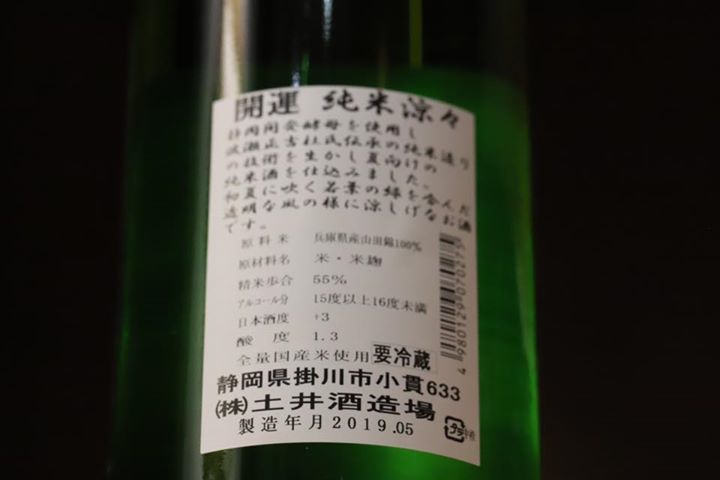 開運 純米涼々
静岡開発酵母を使用し
波瀬正吉杜氏伝承の純米造り
の技術を生かし夏向けの
純米酒を仕込みました。
初夏に吹く若葉の緑を含んだ
透明な風の様に涼しげなお酒
です。
原料米 兵庫県産山田錦100%
原材料名 米・米麹
精米歩合 55%
アルコール分 15度以上16度未満
日本酒度 +3
酸度 1.3
全量国産米使用 要冷蔵
静岡県掛川市小貫633
㈱土井酒造場
製造年月2019.05
プラ